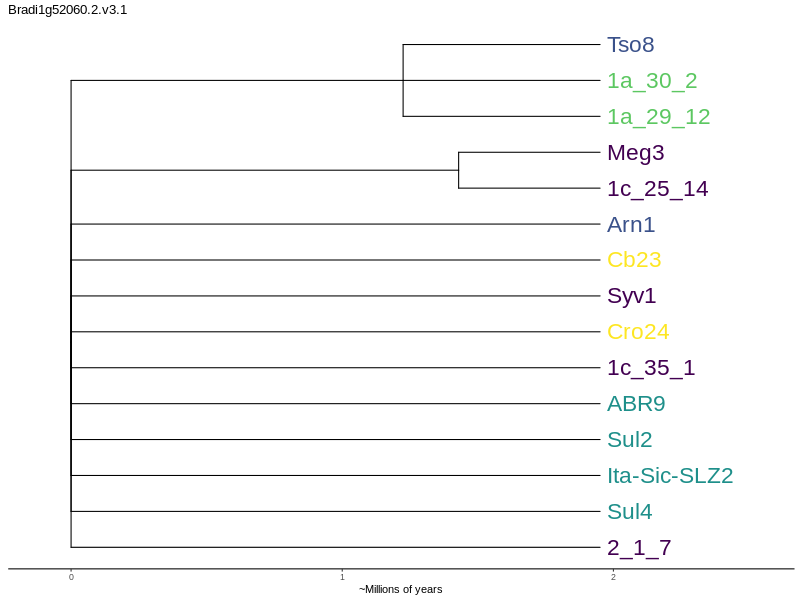 Bradi1g52060.2.v3.1
Tso8
1a_30_2
1a_29_12
Meg3
1c_25_14
Arn1
Cb23
Syv1
Cro24
1c_35_1
ABR9
Sul2
Ita-Sic-SLZ2
Sul4
2_1_7
0 1 2
~Millions of years